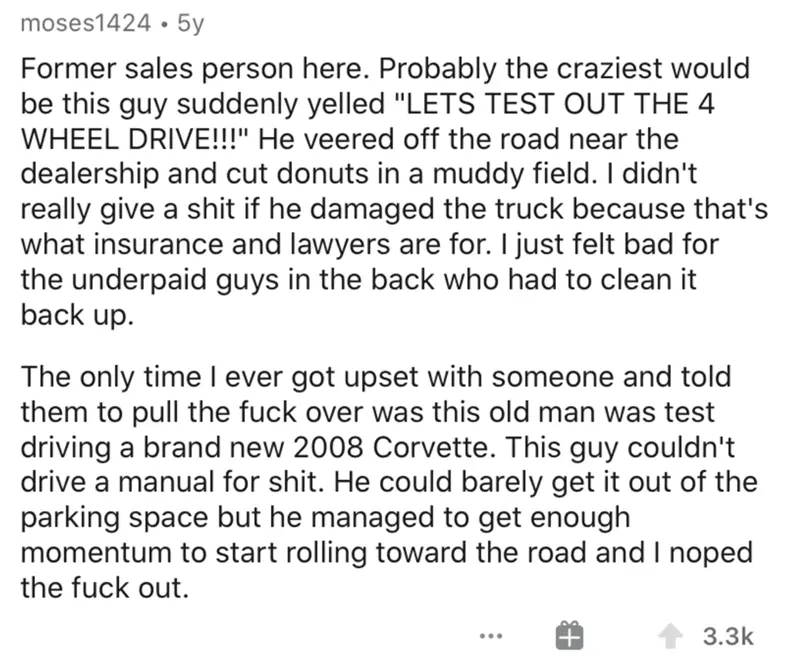 moses1424 • 5y
Former sales person here. Probably the craziest would
be this guy suddenly yelled "LETS TEST OUT THE 4
WHEEL DRIVE!!!" He veered off the road near the
dealership and cut donuts in a muddy field. I didn't
really give a shit if he damaged the truck because that's
what insurance and lawyers are for. I just felt bad for
the underpaid guys in the back who had to clean it
back up.
The only time I ever got upset with someone and told
them to pull the fuck over was this old man was test
driving a brand new 2008 Corvette. This guy couldn't
drive a manual for shit. He could barely get it out of the
parking space but he managed to get enough
momentum to start rolling toward the road and I noped
the fuck out.
3.3k